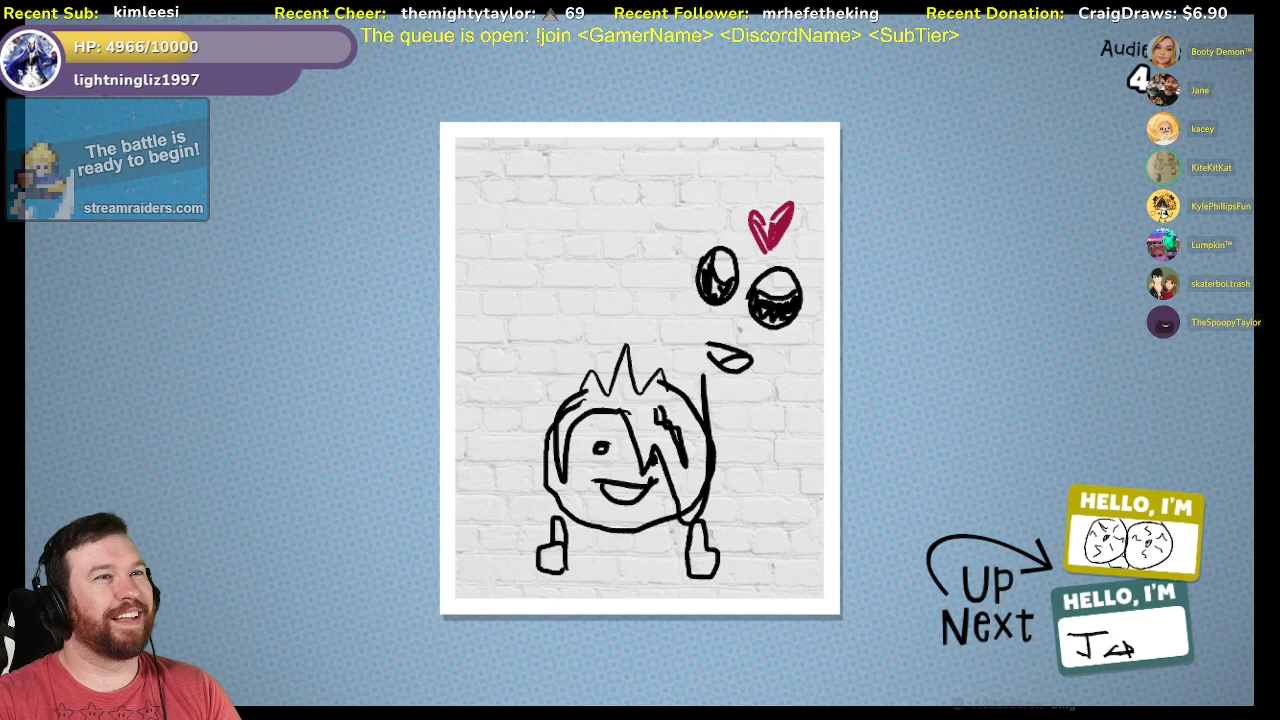 Recent Sub: kimleesi Recent Cheer: themightytaylor: 69 Recent Follower: mrhefetheking Recent Donation: CraigDraws: $6.90
The queue is open: !join <GamerName> <DiscordName> <SubTier>
HP: 4966/10000
lightningliz1997
The battle is
ready to begin!
streamraiders.com
4
Booty Demon™
Jane
kacey
KiteKitKat
KylePhillipsFun
Lumpkin™
skaterboi.trash
TheSpoopyTaylor
UP
Next
HELLO, I'M
HELLO, I'M